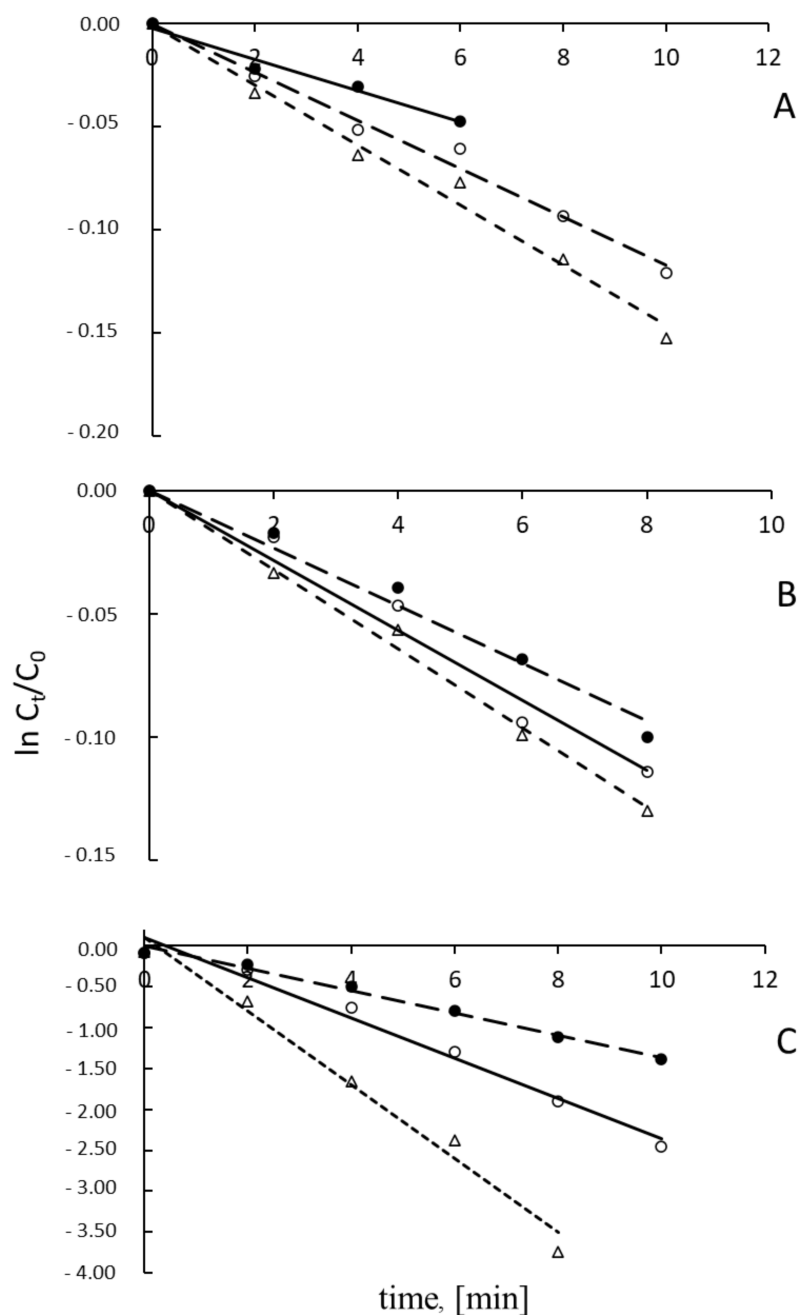 0.00
0 2 4 6 8 10 12
A
- 0.05
- 0.10
- 0.15
- 0.20
0.00
0 2 4 6 8 10
B
- 0.05
ln Ct/C0
- 0.10
- 0.15
0.00
0 2 4 6 8 10 12
- 0.50
C
- 1.00
- 1.50
- 2.00
- 2.50
- 3.00
- 3.50
- 4.00
time, [min]